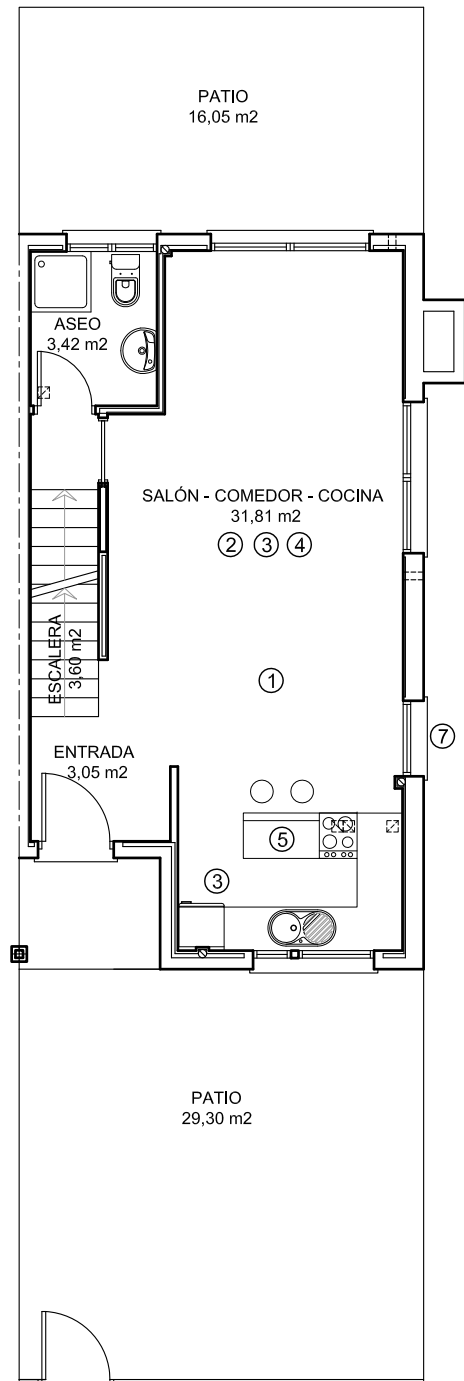 PATIO
16,05 m2
ASEO
3,42 m2
SALÓN - COMEDOR - COCINA
31,81 m2
2 3 4
ESCALERA
3,60 m2
1
7
ENTRADA
3,05 m2
5
3
PATIO
29,30 m2